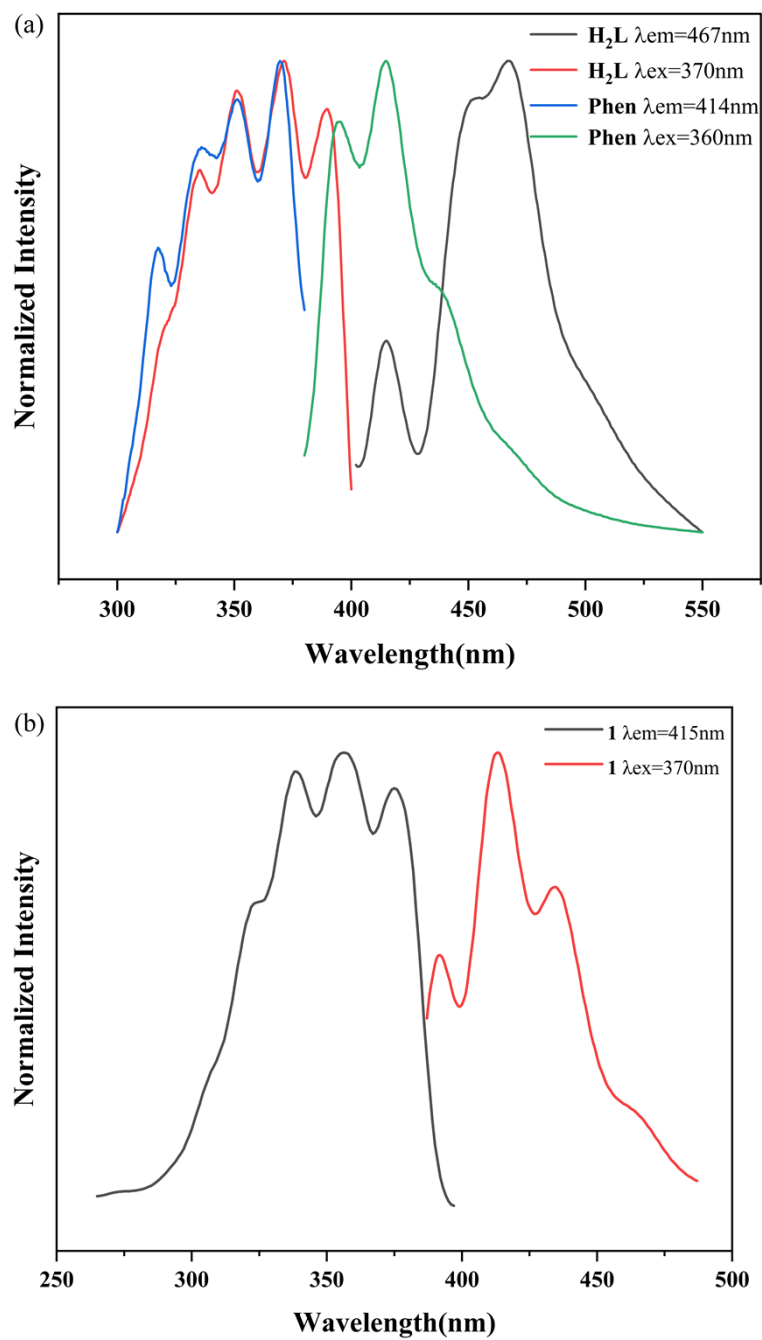 (a)
H₂L λem=467nm
H₂L λex=370nm
Phen λem=414nm
Phen λex=360nm
Normalized Intensity
300 350 400 450 500 550
Wavelength(nm)
(b)
1 λem=415nm
1 λex=370nm
Normalized Intensity
250 300 350 400 450 500
Wavelength(nm)